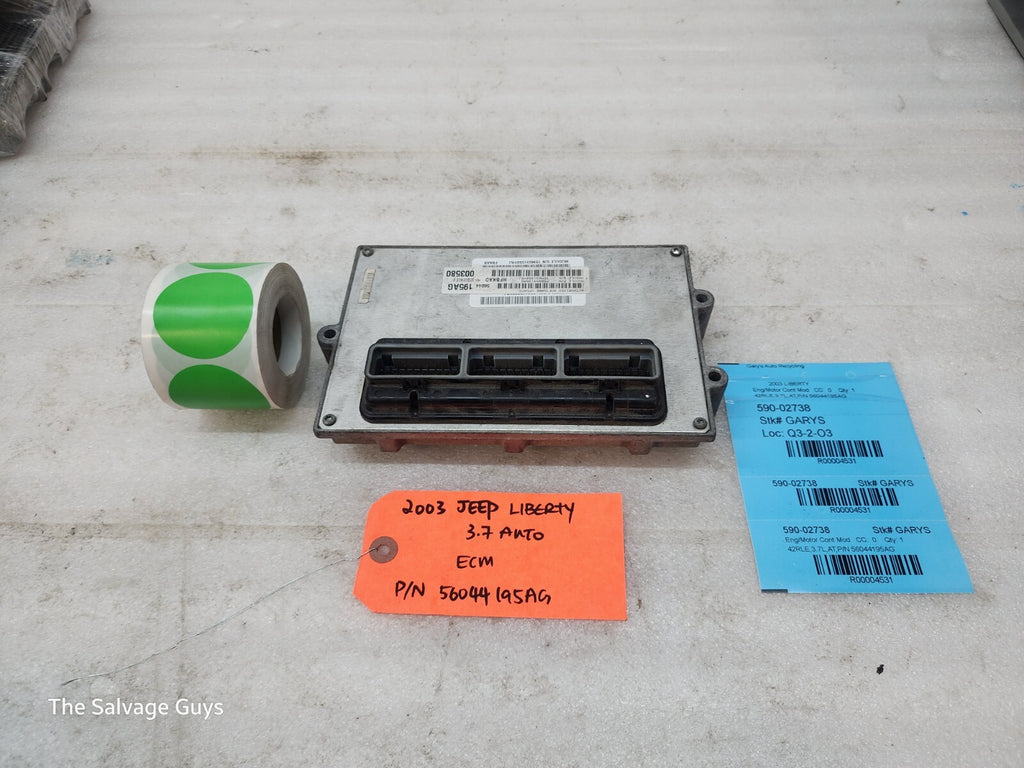 195AG
56044
003580
2003 JEEP LIBERTY
3.7 AUTO
ECM
P/N 56044195AG
Gary's Auto Recycling
2003 LIBERTY
Eng/Motor Cont Mod. CC: 0 Qty: 1
42RLE,3.7L,AT,P/N 56044195AG
590-02738
Stk# GARYS
Loc: Q3-2-O3
R00004531
590-02738 Stk# GARYS
R00004531
590-02738 Stk# GARYS
Eng/Motor Cont Mod. CC: 0 Qty: 1
42RLE,3.7L,AT,P/N 56044195AG
R00004531
The Salvage Guys